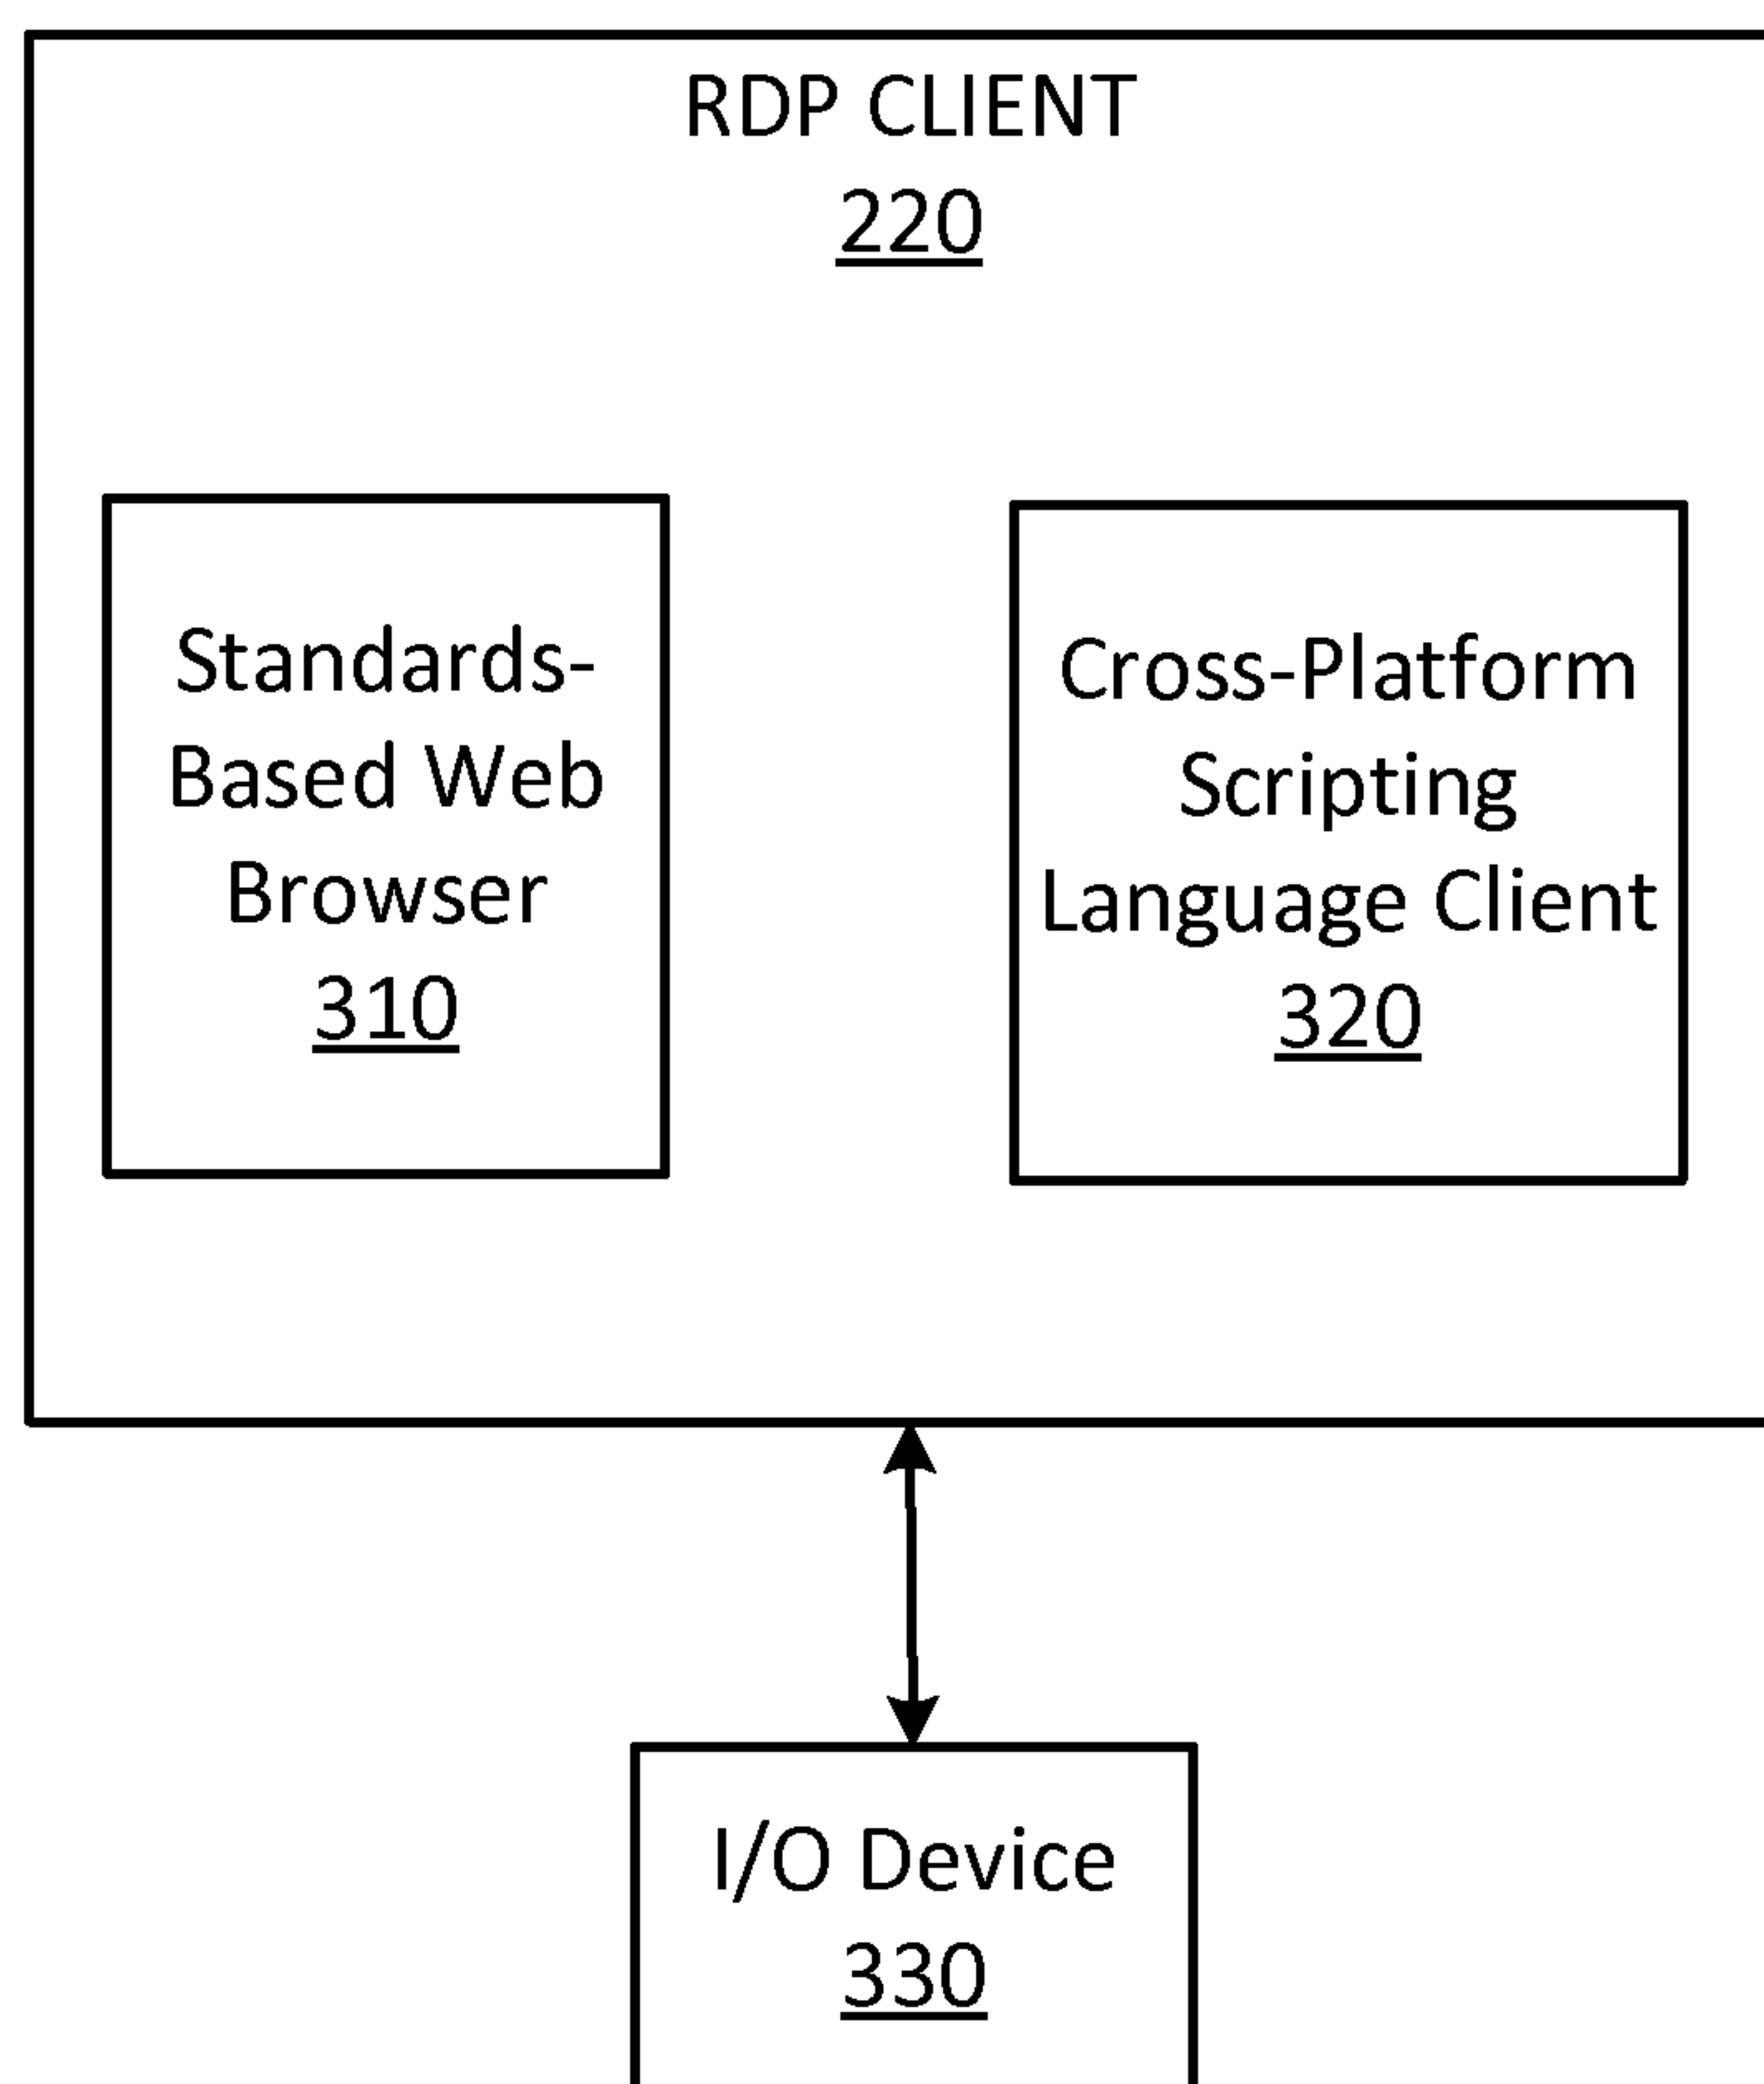 RDP CLIENT
220
Standards-
Based Web
Browser
310
Cross-Platform
Scripting
Language Client
320
I/O Device
330